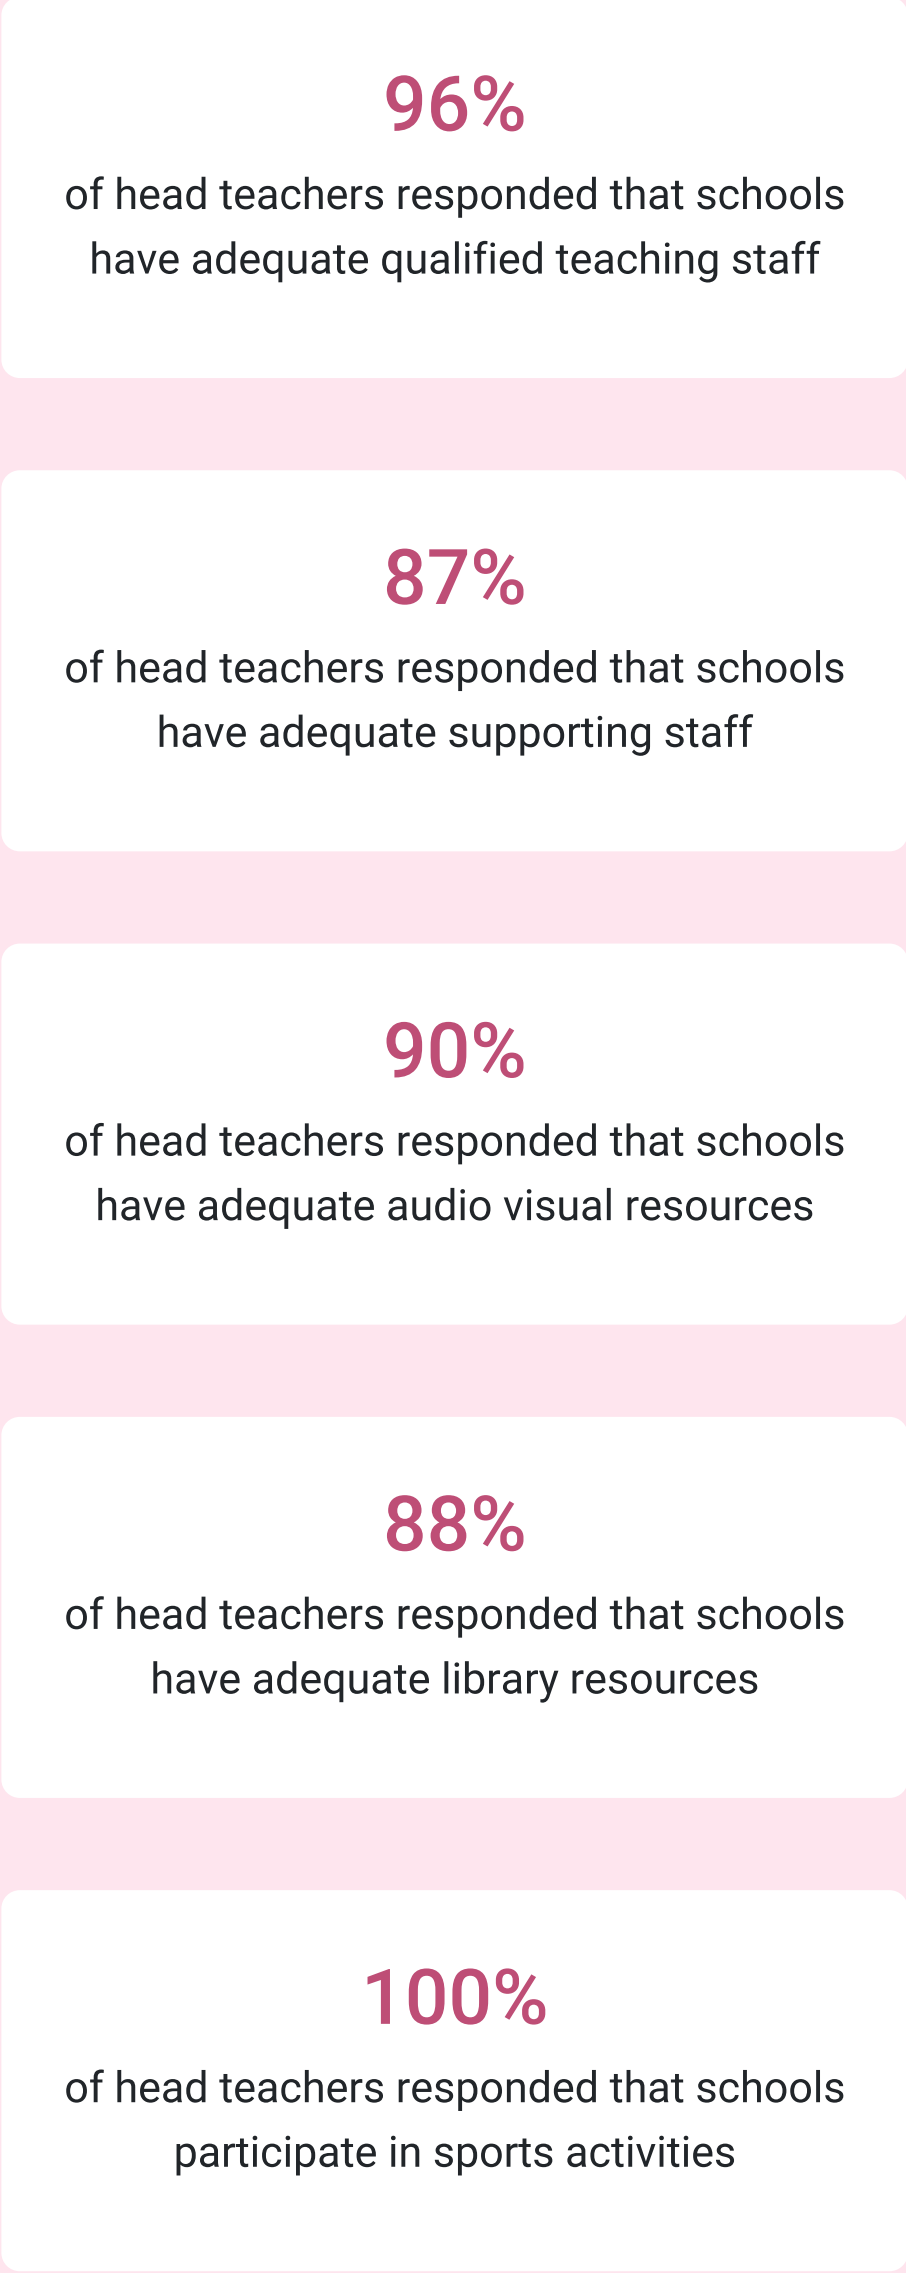 96%
of head teachers responded that schools
have adequate qualified teaching staff
87%
of head teachers responded that schools
have adequate supporting staff
90%
of head teachers responded that schools
have adequate audio visual resources
88%
of head teachers responded that schools
have adequate library resources
100%
of head teachers responded that schools
participate in sports activities